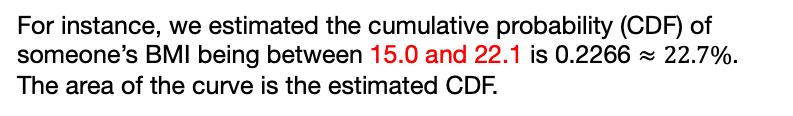 For instance, we estimated the cumulative probability (CDF) of
someone’s BMI being between 15.0 and 22.1 is 0.2266 ≈ 22.7%.
The area of the curve is the estimated CDF.